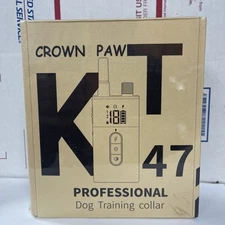 CROWN PAW
KT
47
PROFESSIONAL
Dog Training collar